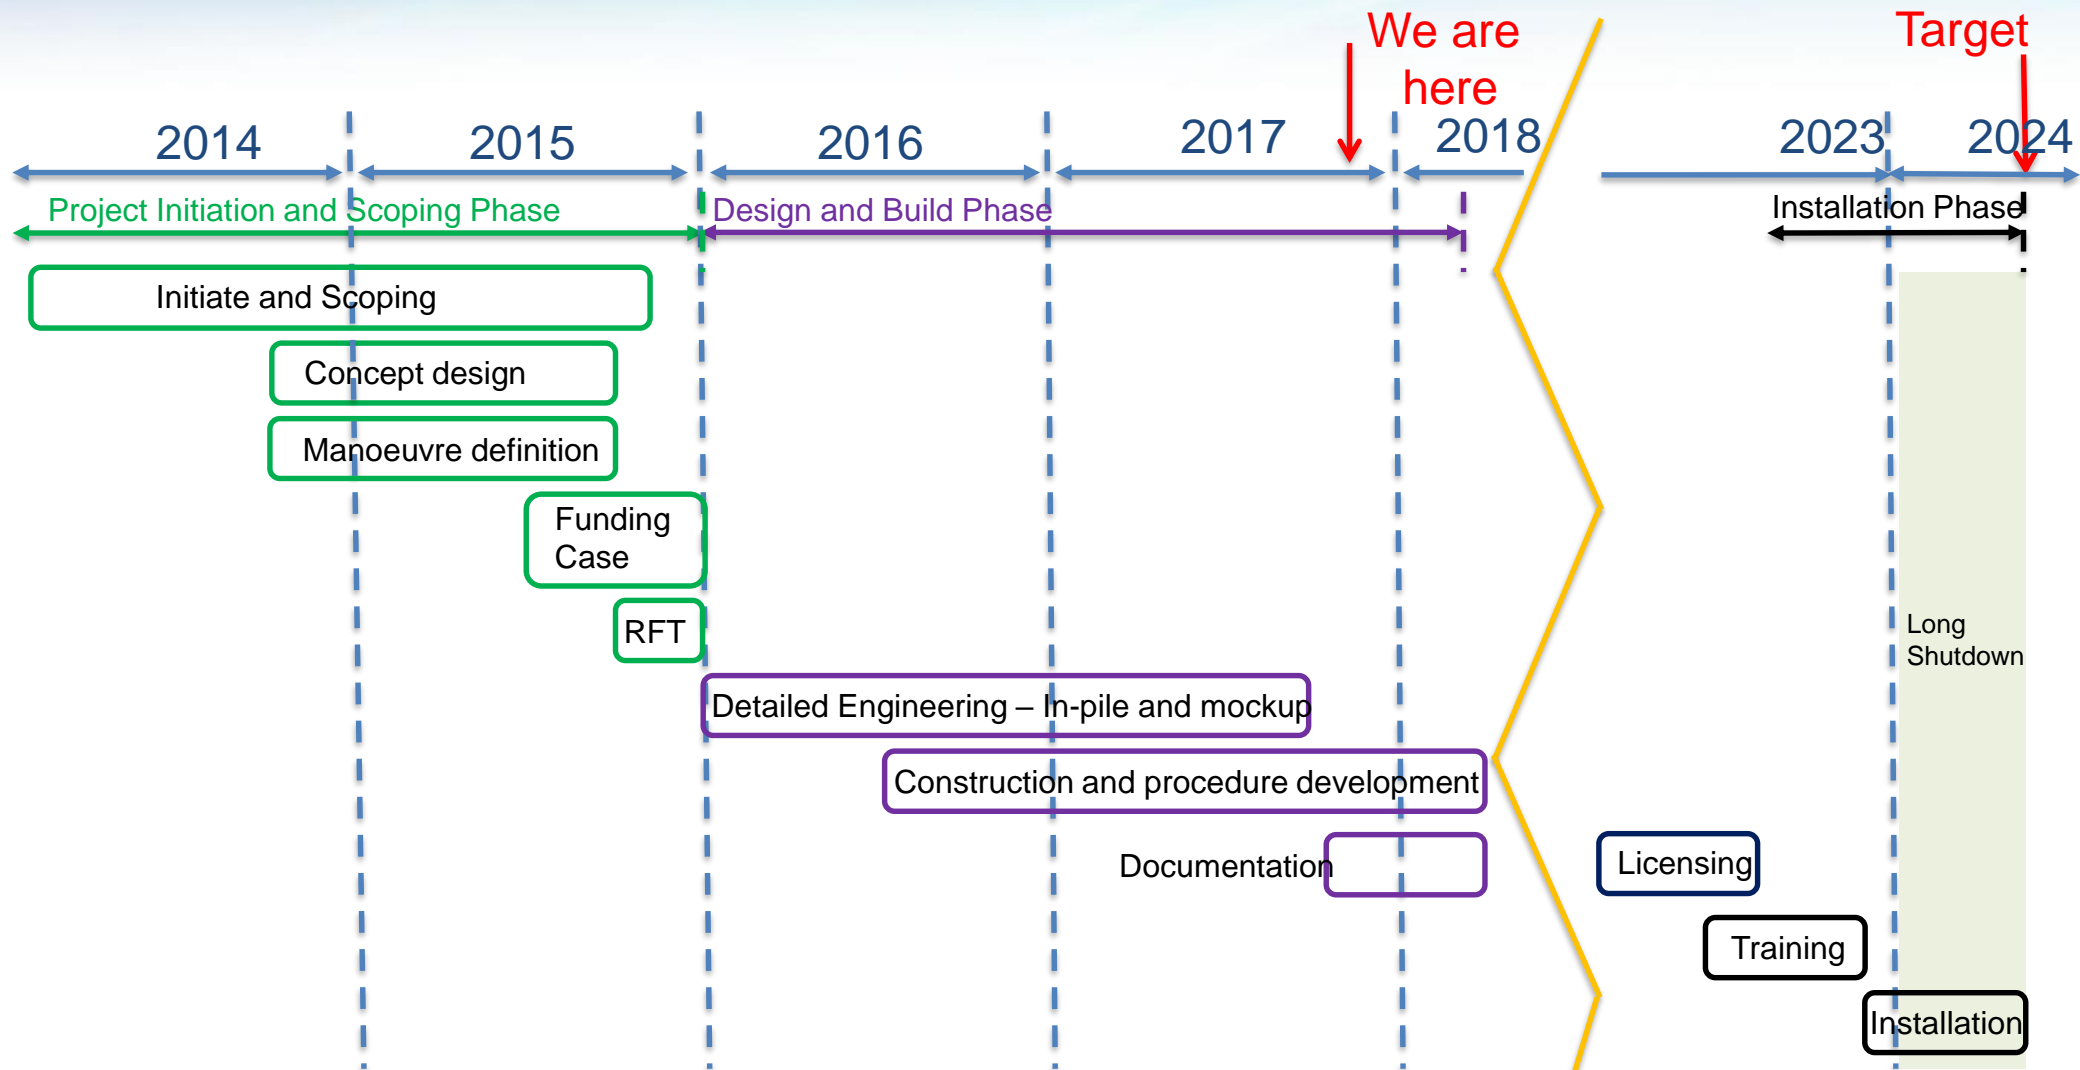 We are
here
Target
2014
2015
2016
2017
2018
2023
2024
Project Initiation and Scoping Phase
Design and Build Phase
Installation Phase
Initiate and Scoping
Concept design
Manoeuvre definition
Funding
Case
RFT
Long
Shutdown
Detailed Engineering – In-pile and mockup
Construction and procedure development
Documentation
Licensing
Training
Installation